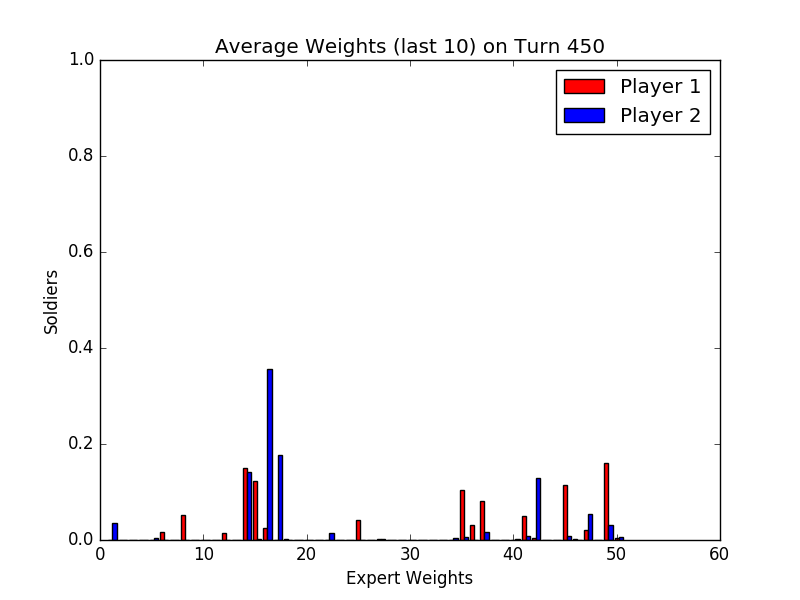 Average Weights (last 10) on Turn 450
1.0
Player 1
Player 2
0.8
0.6
Soldiers
0.4
0.2
0.0
0 10 20 30 40 50 60
Expert Weights